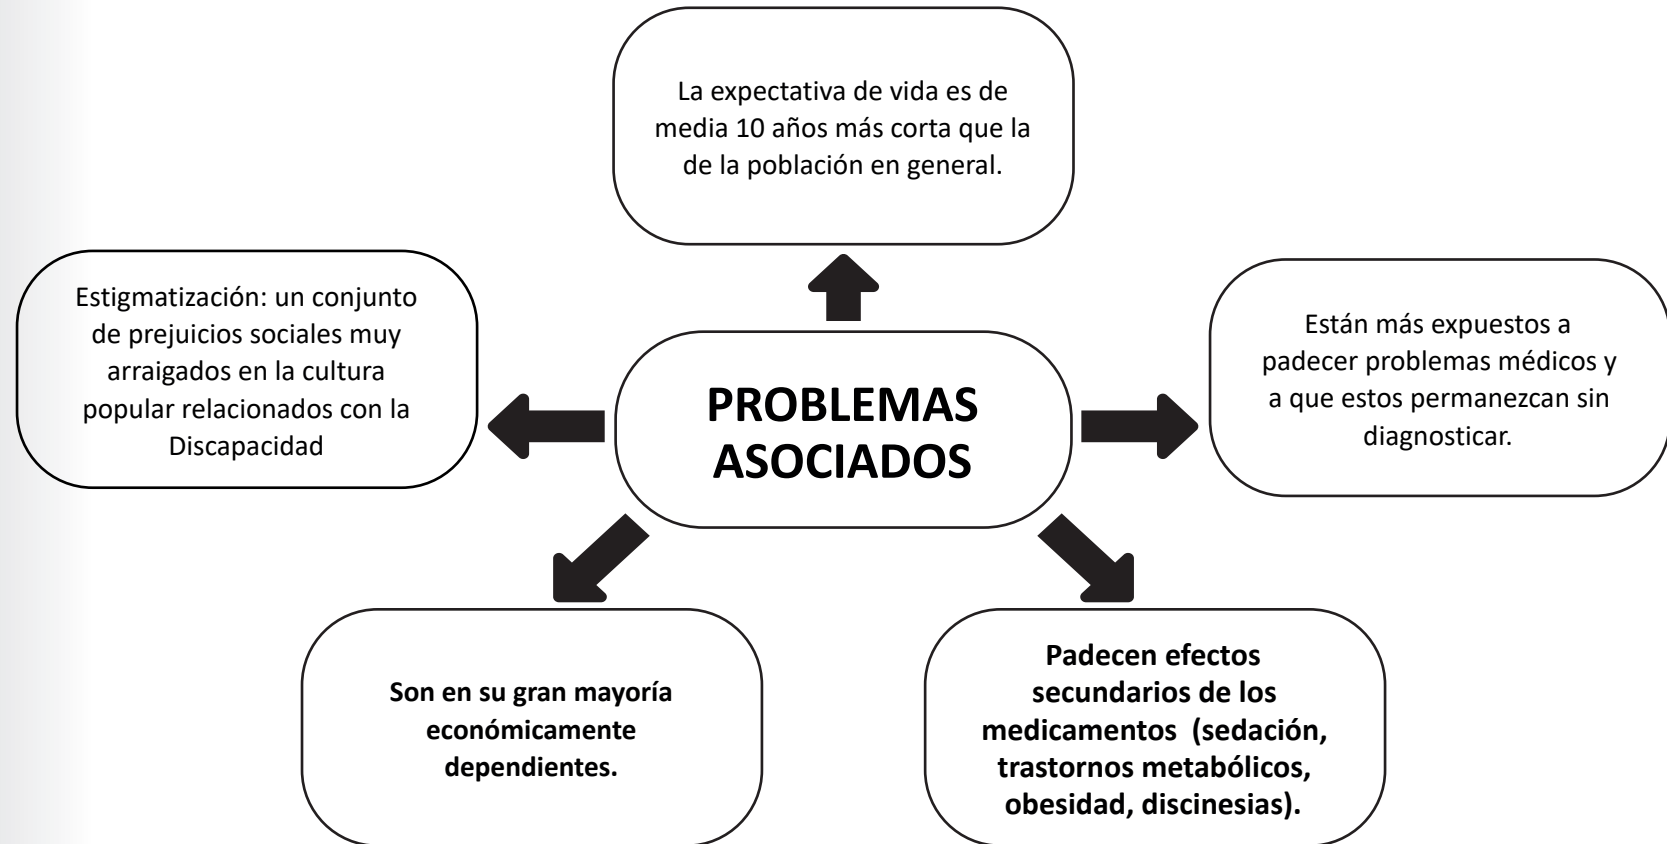 La expectativa de vida es de
media 10 años más corta que la
de la población en general.
Estigmatización: un conjunto
de prejuicios sociales muy
arraigados en la cultura
popular relacionados con la
Discapacidad
PROBLEMAS
ASOCIADOS
Están más expuestos a
padecer problemas médicos y
a que estos permanezcan sin
diagnosticar.
Son en su gran mayoría
económicamente
dependientes.
Padecen efectos
secundarios de los
medicamentos (sedación,
trastornos metabólicos,
obesidad, discinesias).